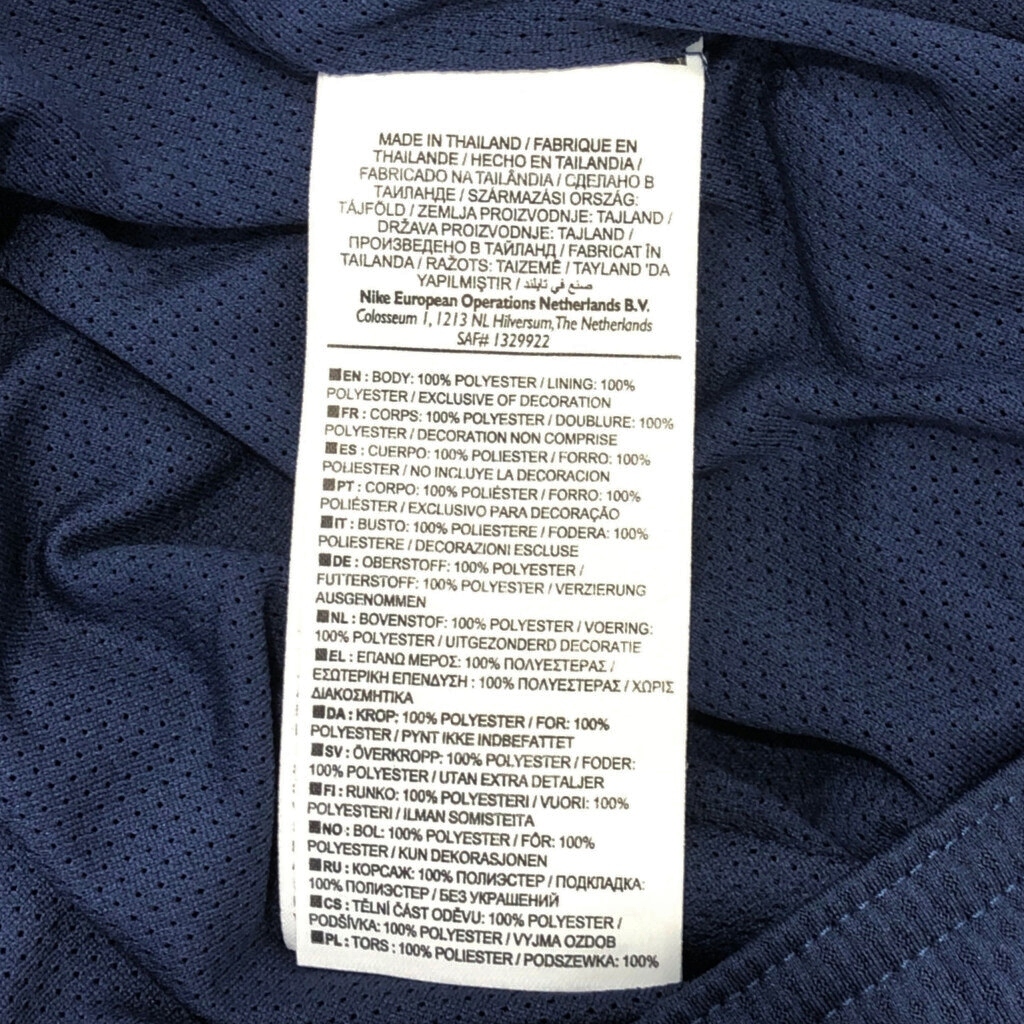 MADE IN THAILAND / FABRIQUE EN
THAILANDE / HECHO EN TAILANDIA /
FABRICADO NA TAILÂNDIA / СДЕЛАНО В
ТАИЛАНДЕ / SZÁRMAZÁSI ORSZÁG:
TÁJFÖLD / ZEMLJA PROIZVODNJE: TAJLAND /
DRŽAVA PROIZVODNJE: TAJLAND /
ПРОИЗВЕДЕНО В ТАЙЛАНД / FABRICAT ÎN
TAILANDA / RAŽOTS: TAIZEMĒ / TAYLAND 'DA
YAPILMIŞTIR / صنع في تايلند
Nike European Operations Netherlands B.V.
Colosseum 1, 1213 NL Hilversum, The Netherlands
SAF# 1329922
EN : BODY: 100% POLYESTER / LINING: 100%
POLYESTER / EXCLUSIVE OF DECORATION
FR : CORPS: 100% POLYESTER / DOUBLURE: 100%
POLYESTER / DECORATION NON COMPRISE
ES : CUERPO: 100% POLIESTER / FORRO: 100%
POLIESTER / NO INCLUYE LA DECORACION
PT : CORPO: 100% POLIÉSTER / FORRO: 100%
POLIÉSTER / EXCLUSIVO PARA DECORAÇÃO
IT : BUSTO: 100% POLIESTERE / FODERA: 100%
POLIESTERE / DECORAZIONI ESCLUSE
DE : OBERSTOFF: 100% POLYESTER /
FUTTERSTOFF: 100% POLYESTER / VERZIERUNG
AUSGENOMMEN
NL : BOVENSTOF: 100% POLYESTER / VOERING:
100% POLYESTER / UITGEZONDERD DECORATIE
EL : ΕΠΑΝΩ ΜΕΡΟΣ: 100% ΠΟΛΥΕΣΤΕΡΑΣ /
ΕΣΩΤΕΡΙΚΗ ΕΠΕΝΔΥΣΗ : 100% ΠΟΛΥΕΣΤΕΡΑΣ / ΧΩΡΙΣ
ΔΙΑΚΟΣΜΗΤΙΚΑ
DA : KROP: 100% POLYESTER / FOR: 100%
POLYESTER / PYNT IKKE INDBEFATTET
SV : ÖVERKROPP: 100% POLYESTER / FODER:
100% POLYESTER / UTAN EXTRA DETALJER
FI : RUNKO: 100% POLYESTERI / VUORI: 100%
POLYESTERI / ILMAN SOMISTEITA
NO : BOL: 100% POLYESTER / FÔR: 100%
POLYESTER / KUN DEKORASJONEN
RU : КОРСАЖ: 100% ПОЛИЭСТЕР / ПОДКЛАДКА:
100% ПОЛИЭСТЕР / БЕЗ УКРАШЕНИЙ
CS : TĚLNÍ ČÁST ODĚVU: 100% POLYESTER /
PODŠÍVKA: 100% POLYESTER / VYJMA OZDOB
PL : TORS : 100% POLIESTER / PODSZEWKA: 100%